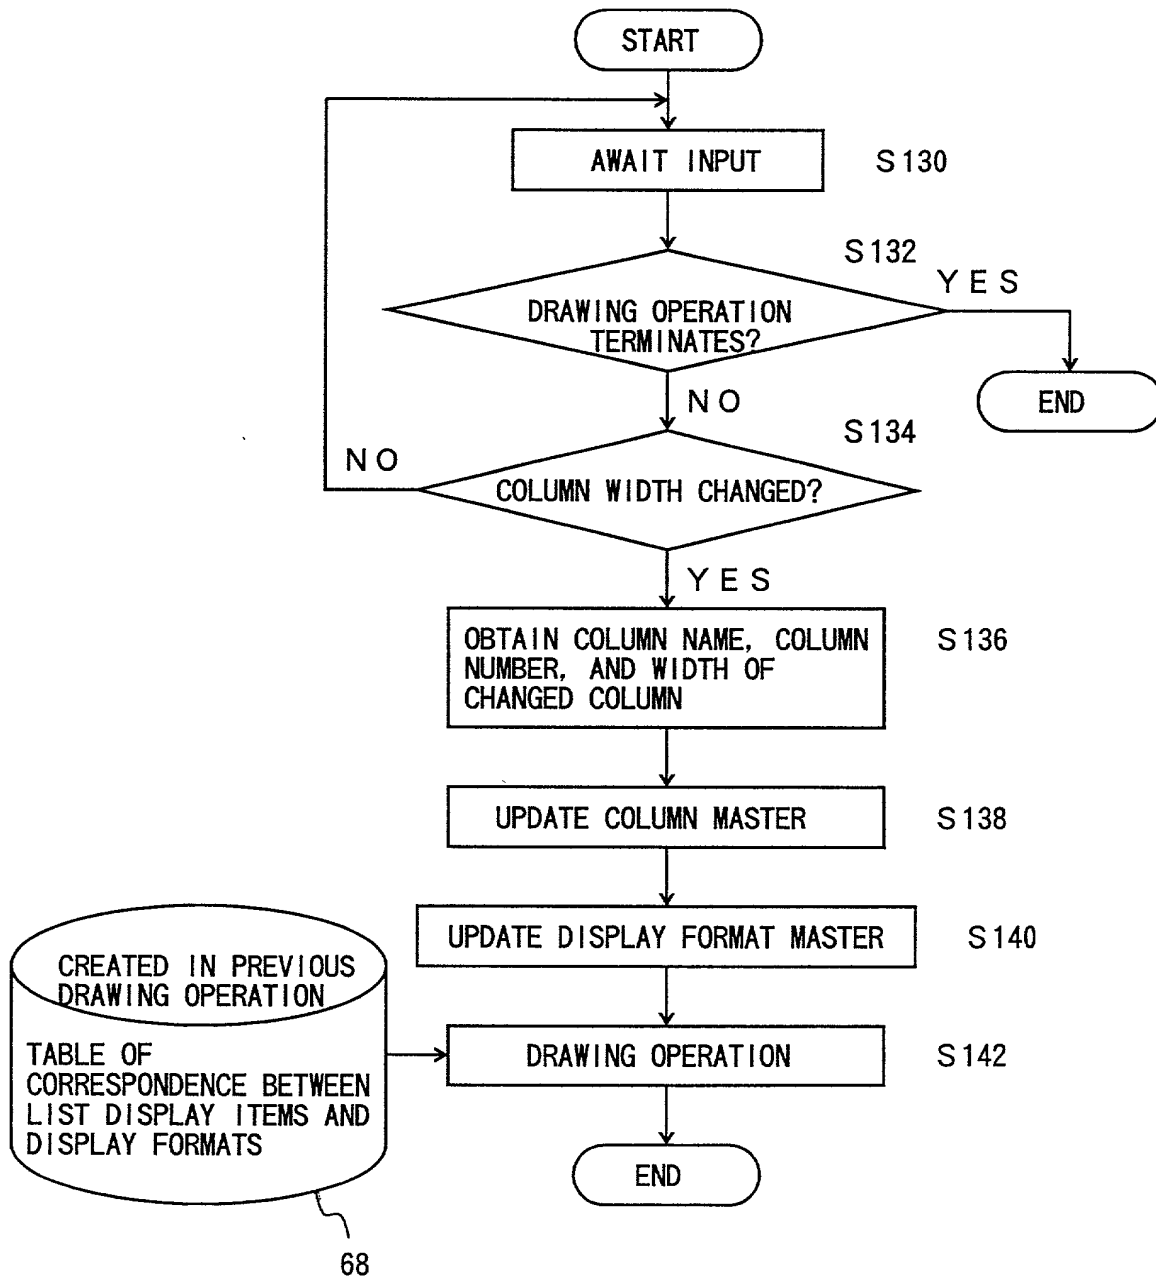 START
AWAIT INPUT
S130
S132
YES
DRAWING OPERATION
TERMINATES?
END
NO
S134
NO
COLUMN WIDTH CHANGED?
YES
OBTAIN COLUMN NAME, COLUMN
NUMBER, AND WIDTH OF
CHANGED COLUMN
S136
UPDATE COLUMN MASTER
S138
UPDATE DISPLAY FORMAT MASTER
S140
CREATED IN PREVIOUS
DRAWING OPERATION
TABLE OF
CORRESPONDENCE BETWEEN
LIST DISPLAY ITEMS AND
DISPLAY FORMATS
DRAWING OPERATION
S142
END
68